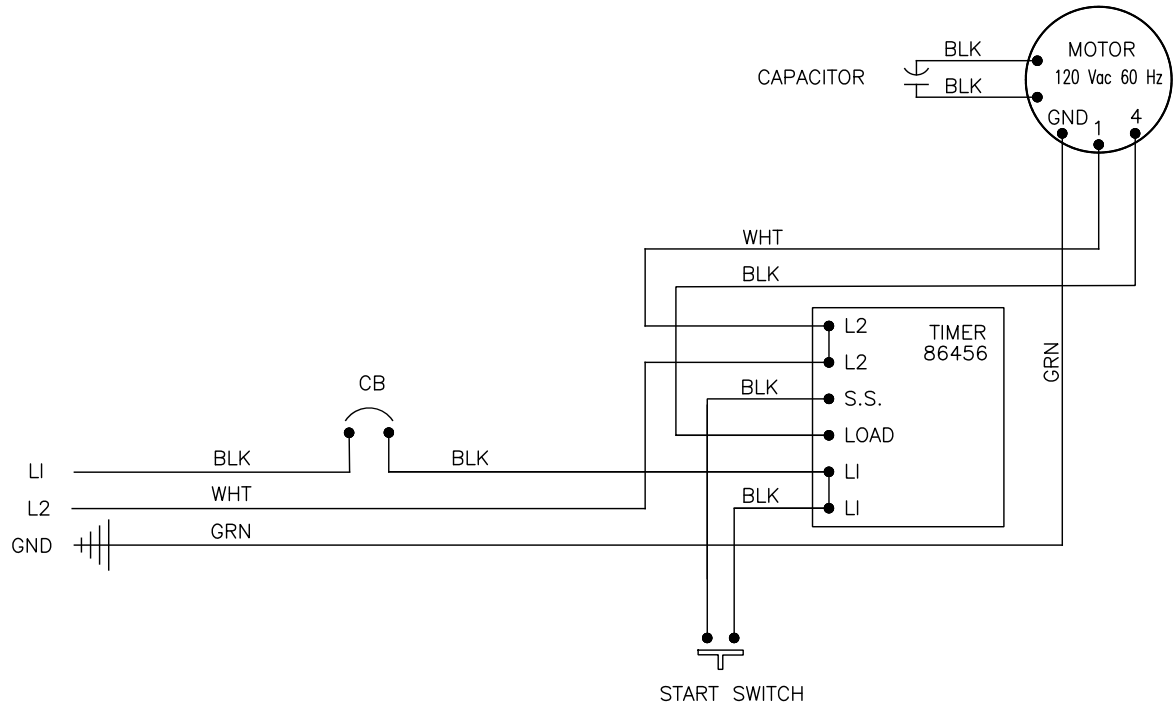 BLK
MOTOR
CAPACITOR
120 Vac 60 Hz
BLK
GND 1 4
WHT
BLK
L2
TIMER
86456
L2
GRN
CB
BLK
S.S.
LOAD
LI
BLK
BLK
LI
L2
WHT
BLK
LI
GND
GRN
START SWITCH